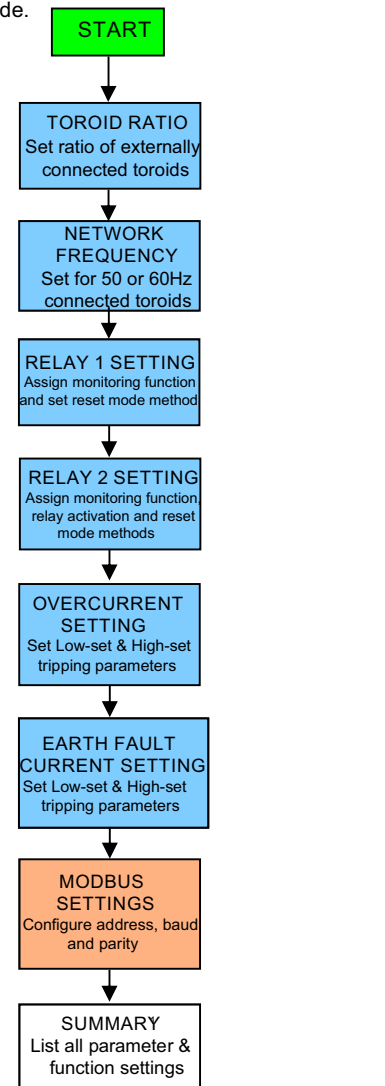 de.
START
TOROID RATIO
Set ratio of externally
connected toroids
NETWORK
FREQUENCY
Set for 50 or 60Hz
connected toroids
RELAY 1 SETTING
Assign monitoring function
and set reset mode method
RELAY 2 SETTING
Assign monitoring function,
relay activation and reset
mode methods
OVERCURRENT
SETTING
Set Low-set & High-set
tripping parameters
EARTH FAULT
CURRENT SETTING
Set Low-set & High-set
tripping parameters
MODBUS
SETTINGS
Configure address, baud
and parity
SUMMARY
List all parameter &
function settings